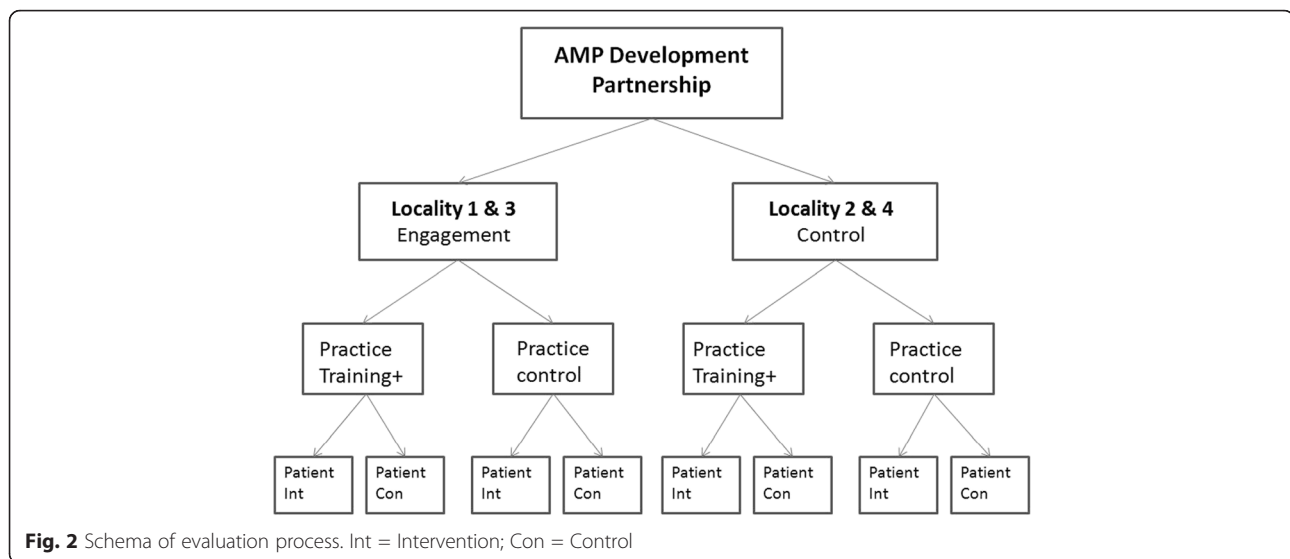 AMP Development
Partnership
Locality 1 & 3
Engagement
Locality 2 & 4
Control
Practice
Training+
Practice
control
Practice
Training+
Practice
control
Patient
Int
Patient
Con
Patient
Int
Patient
Con
Patient
Int
Patient
Con
Patient
Int
Patient
Con
Fig. 2 Schema of evaluation process. Int = Intervention; Con = Control